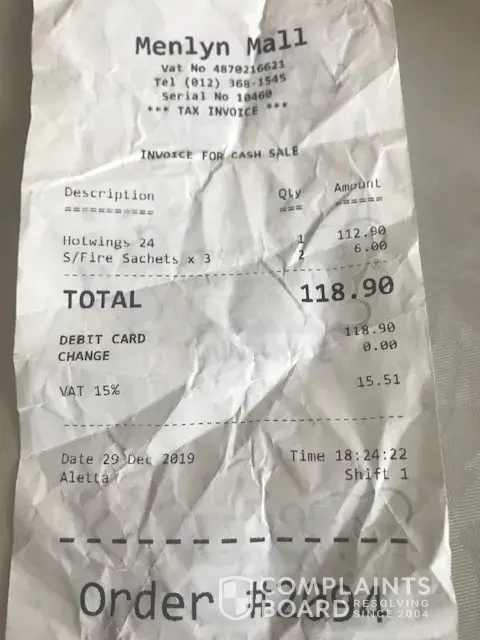 Menlyn Mall
Vat No 4870216621
Tel (012) 368-1545
Serial No 10460
*** TAX INVOICE ***
INVOICE FOR CASH SALE
Description Qty Amount
=========== === ======
Hotwings 24 1 112.90
S/Fire Sachets x 3 2 6.00
TOTAL 118.90
DEBIT CARD 118.90
CHANGE 0.00
VAT 15% 15.51
Date 29 Dec 2019 Time 18:24:22
Aletta Shift 1
Order #
COMPLAINTS
BOARD RESOLVING
SINCE 2004